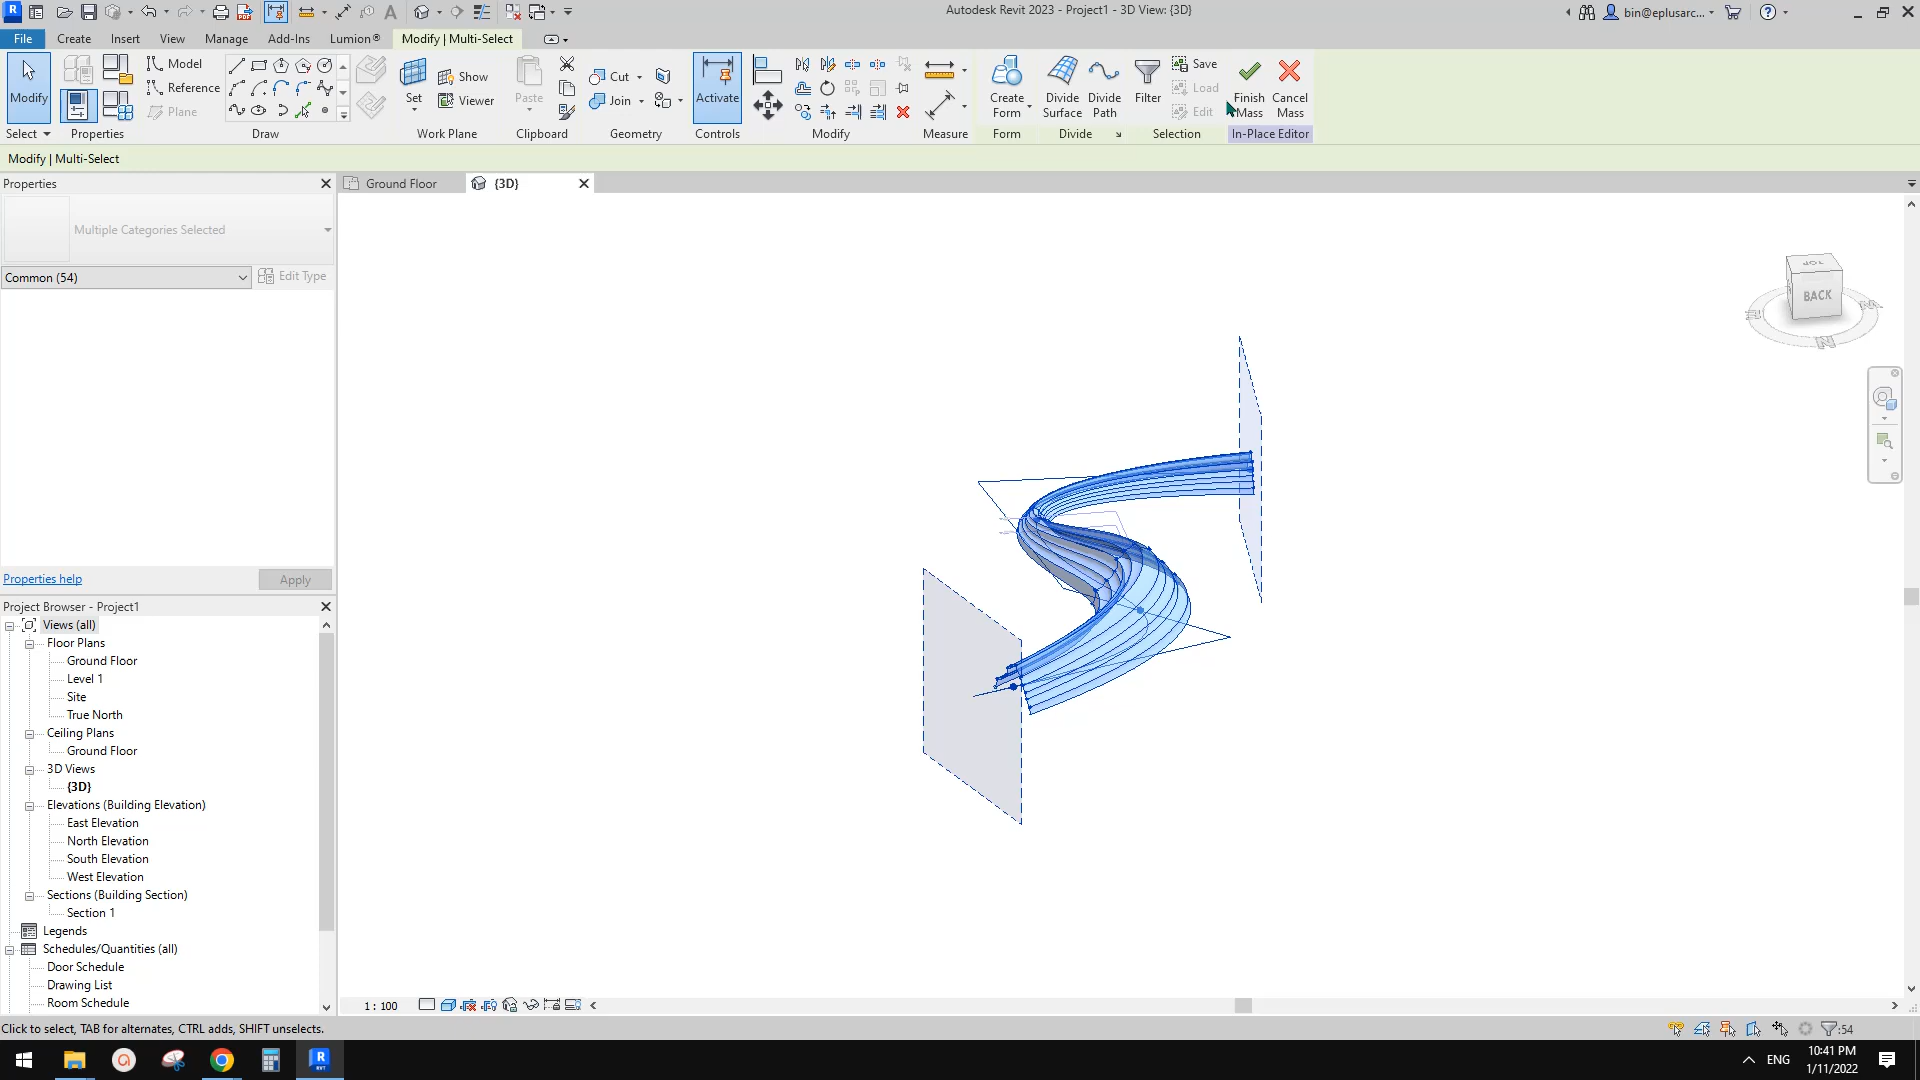 Autodesk Revit 2023 - Project1 - 3D View: {3D}
bin@eplusarc...
File Create Insert View Manage Add-Ins Lumion® Modify | Multi-Select
Modify
Model
Reference
Plane
Set
Show
Viewer
Paste
Cut
Join
Activate
Create
Form
Divide
Surface
Divide
Path
Filter
Save
Load
Edit
Finish
Mass
Cancel
Mass
Select Properties Draw Work Plane Clipboard Geometry Controls Modify Measure Form Divide Selection In-Place Editor
Modify | Multi-Select
Properties
Ground Floor
{3D}
Multiple Categories Selected
Common (54)
Edit Type
TOP
BACK
N
Properties help
Apply
Project Browser - Project1
Views (all)
Floor Plans
Ground Floor
Level 1
Site
True North
Ceiling Plans
Ground Floor
3D Views
{3D}
Elevations (Building Elevation)
East Elevation
North Elevation
South Elevation
West Elevation
Sections (Building Section)
Section 1
Legends
Schedules/Quantities (all)
Door Schedule
Drawing List
Room Schedule
1 : 100
Click to select, TAB for alternates, CTRL adds, SHIFT unselects.
:54
ENG
10:41 PM
1/11/2022